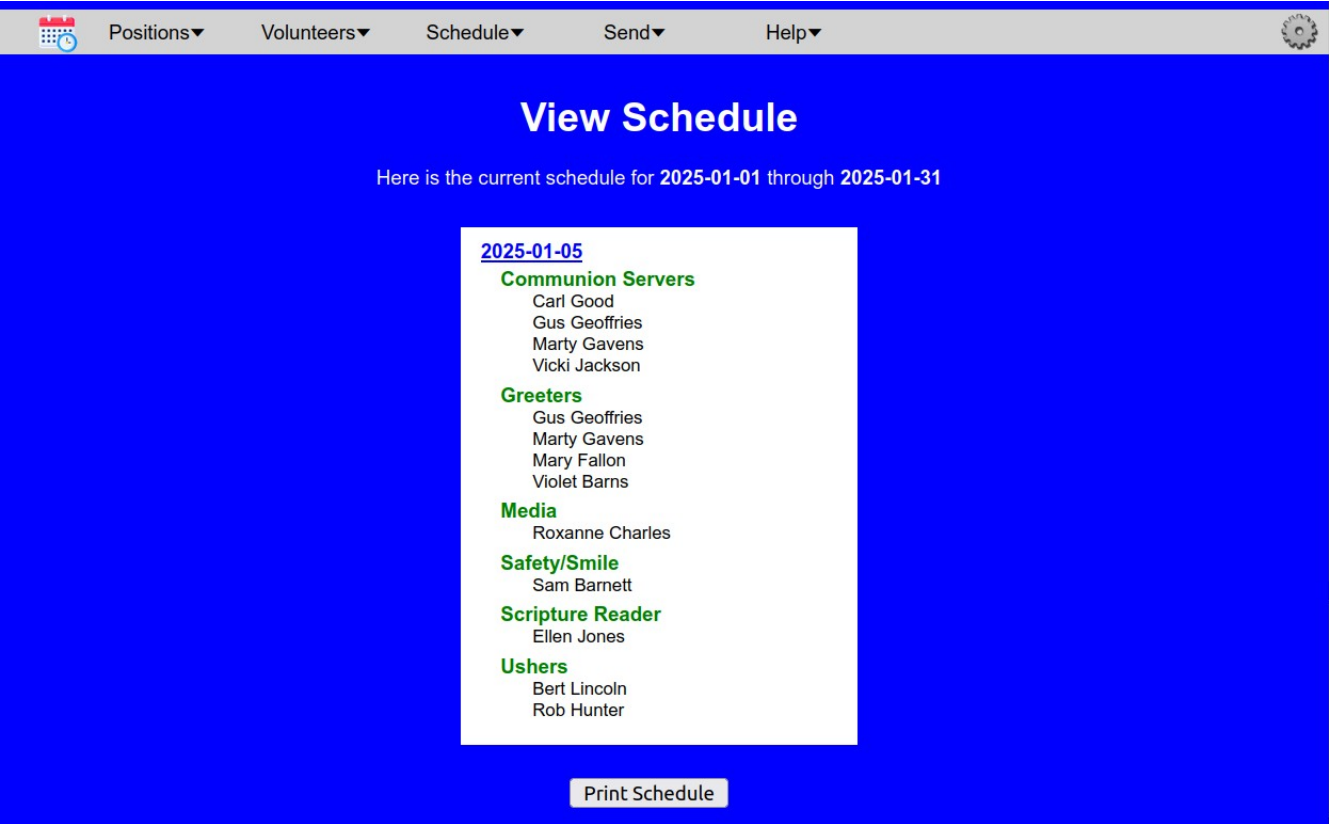 Positions▼ Volunteers▼ Schedule▼ Send▼ Help▼
View Schedule
Here is the current schedule for 2025-01-01 through 2025-01-31
2025-01-05
Communion Servers
Carl Good
Gus Geoffries
Marty Gavens
Vicki Jackson
Greeters
Gus Geoffries
Marty Gavens
Mary Fallon
Violet Barns
Media
Roxanne Charles
Safety/Smile
Sam Barnett
Scripture Reader
Ellen Jones
Ushers
Bert Lincoln
Rob Hunter
Print Schedule